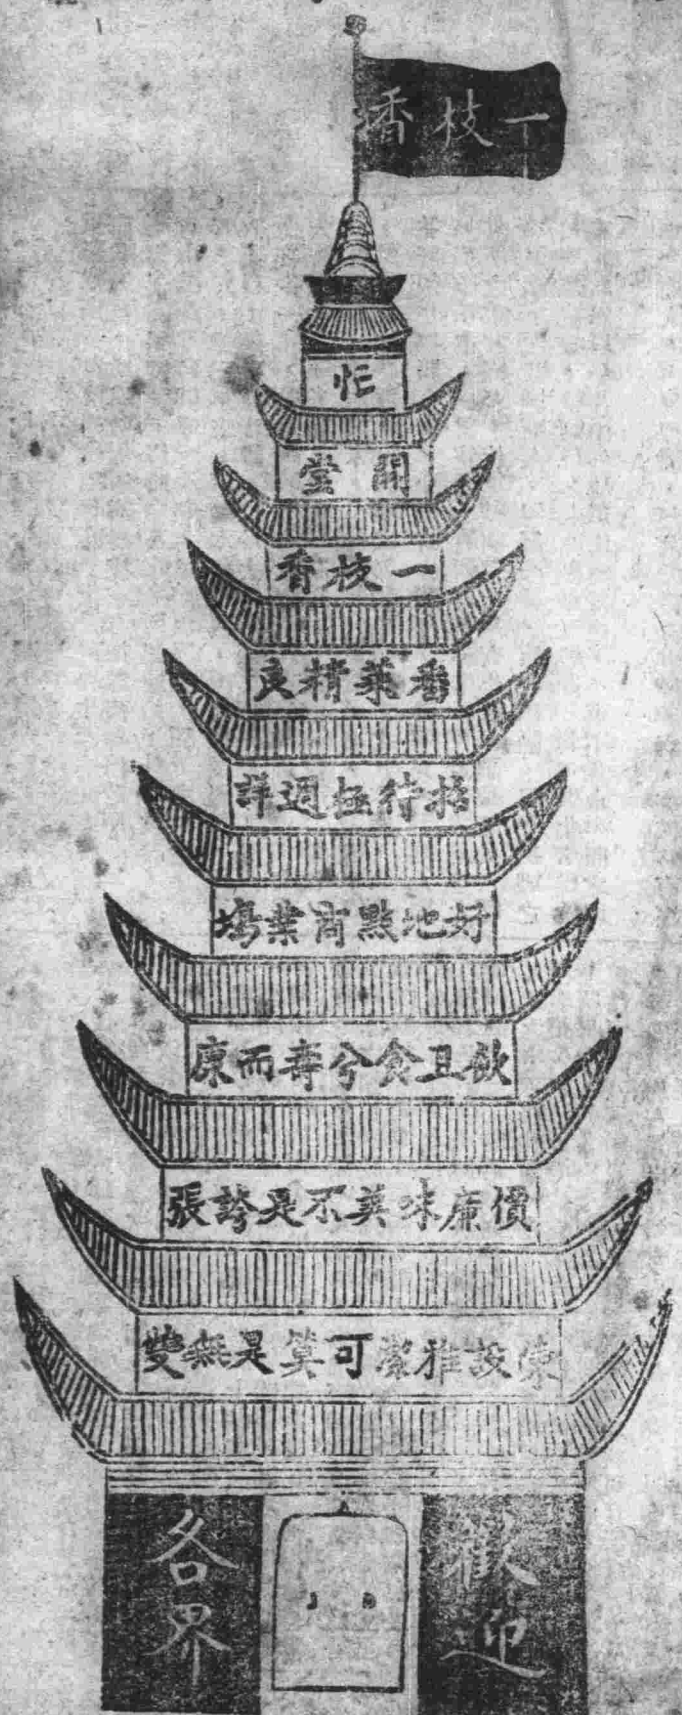 一枝香
忙
開堂
一枝香
番菜精良
招待極週詳
好地點商業場
飲且食兮壽而康
價廉味美不是誇張
陳設雅潔可算是無雙
歡迎
各界